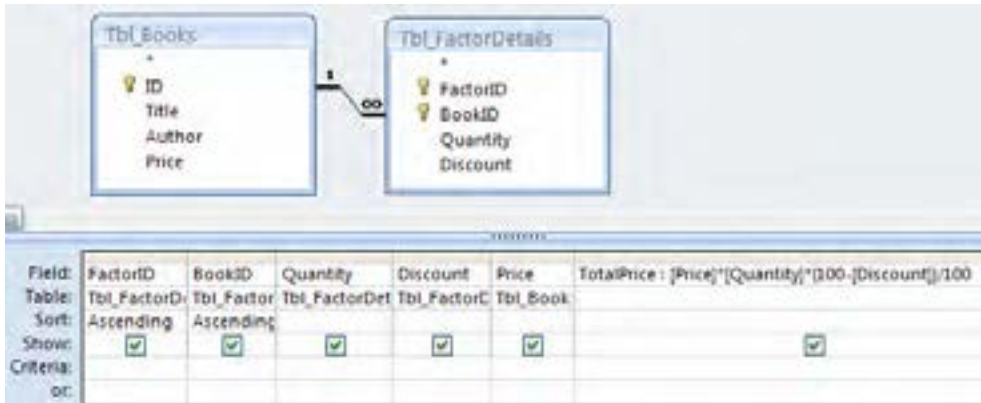 Tbl_Books
*
ID
Title
Author
Price
1
∞
Tbl_FactorDetails
*
FactorID
BookID
Quantity
Discount
Field: FactorID BookID Quantity Discount Price TotalPrice : [Price]*[Quantity]*(100-[Discount])/100
Table: Tbl_FactorD Tbl_Factor Tbl_FactorDet Tbl_FactorD Tbl_Book
Sort: Ascending Ascending
Show:
Criteria:
or: